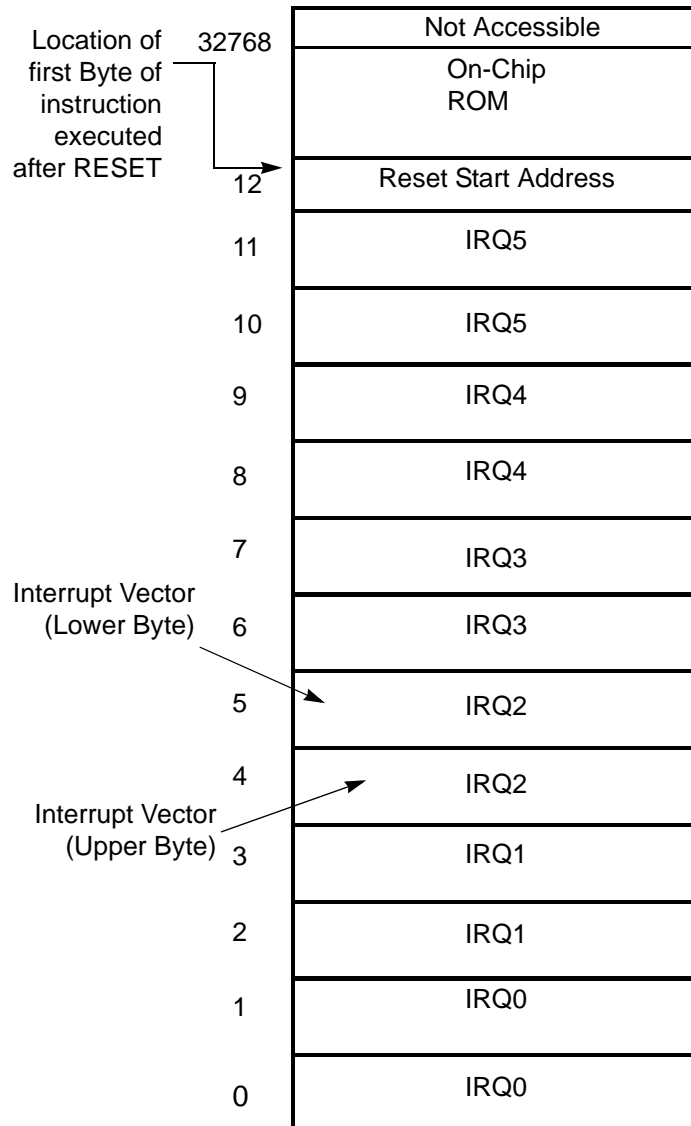 Location of
first Byte of
instruction
executed
after RESET
32768
Not Accessible
On-Chip
ROM
12
Reset Start Address
11
IRQ5
10
IRQ5
9
IRQ4
8
IRQ4
7
IRQ3
Interrupt Vector
(Lower Byte)
6
IRQ3
5
IRQ2
4
IRQ2
Interrupt Vector
(Upper Byte)
3
IRQ1
2
IRQ1
1
IRQ0
0
IRQ0